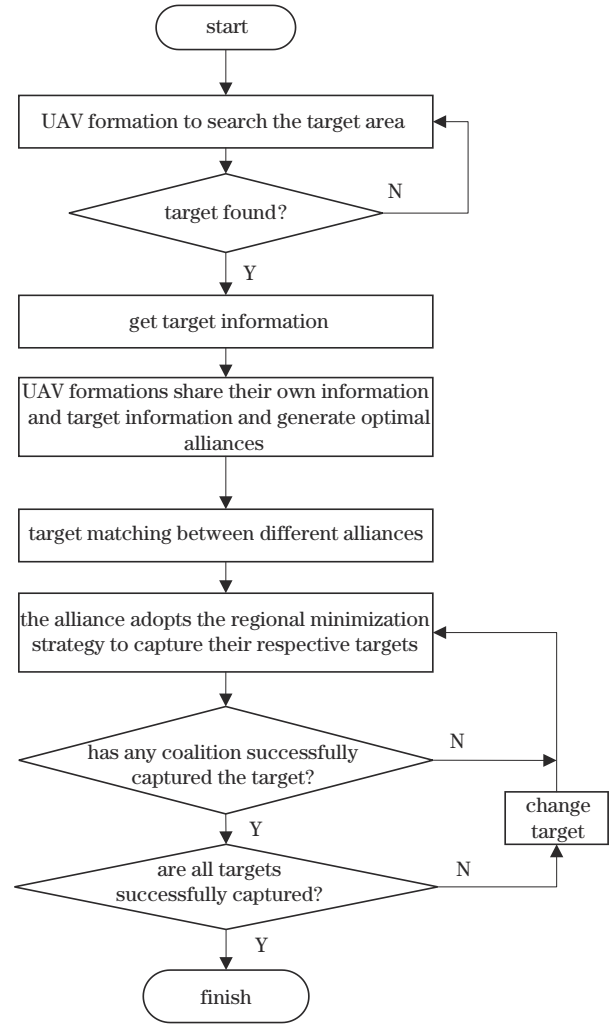 start
UAV formation to search the target area
N
target found?
Y
get target information
UAV formations share their own information
and target information and generate optimal
alliances
target matching between different alliances
the alliance adopts the regional minimization
strategy to capture their respective targets
N
has any coalition successfully
captured the target?
change
target
Y
are all targets
successfully captured?
N
Y
finish